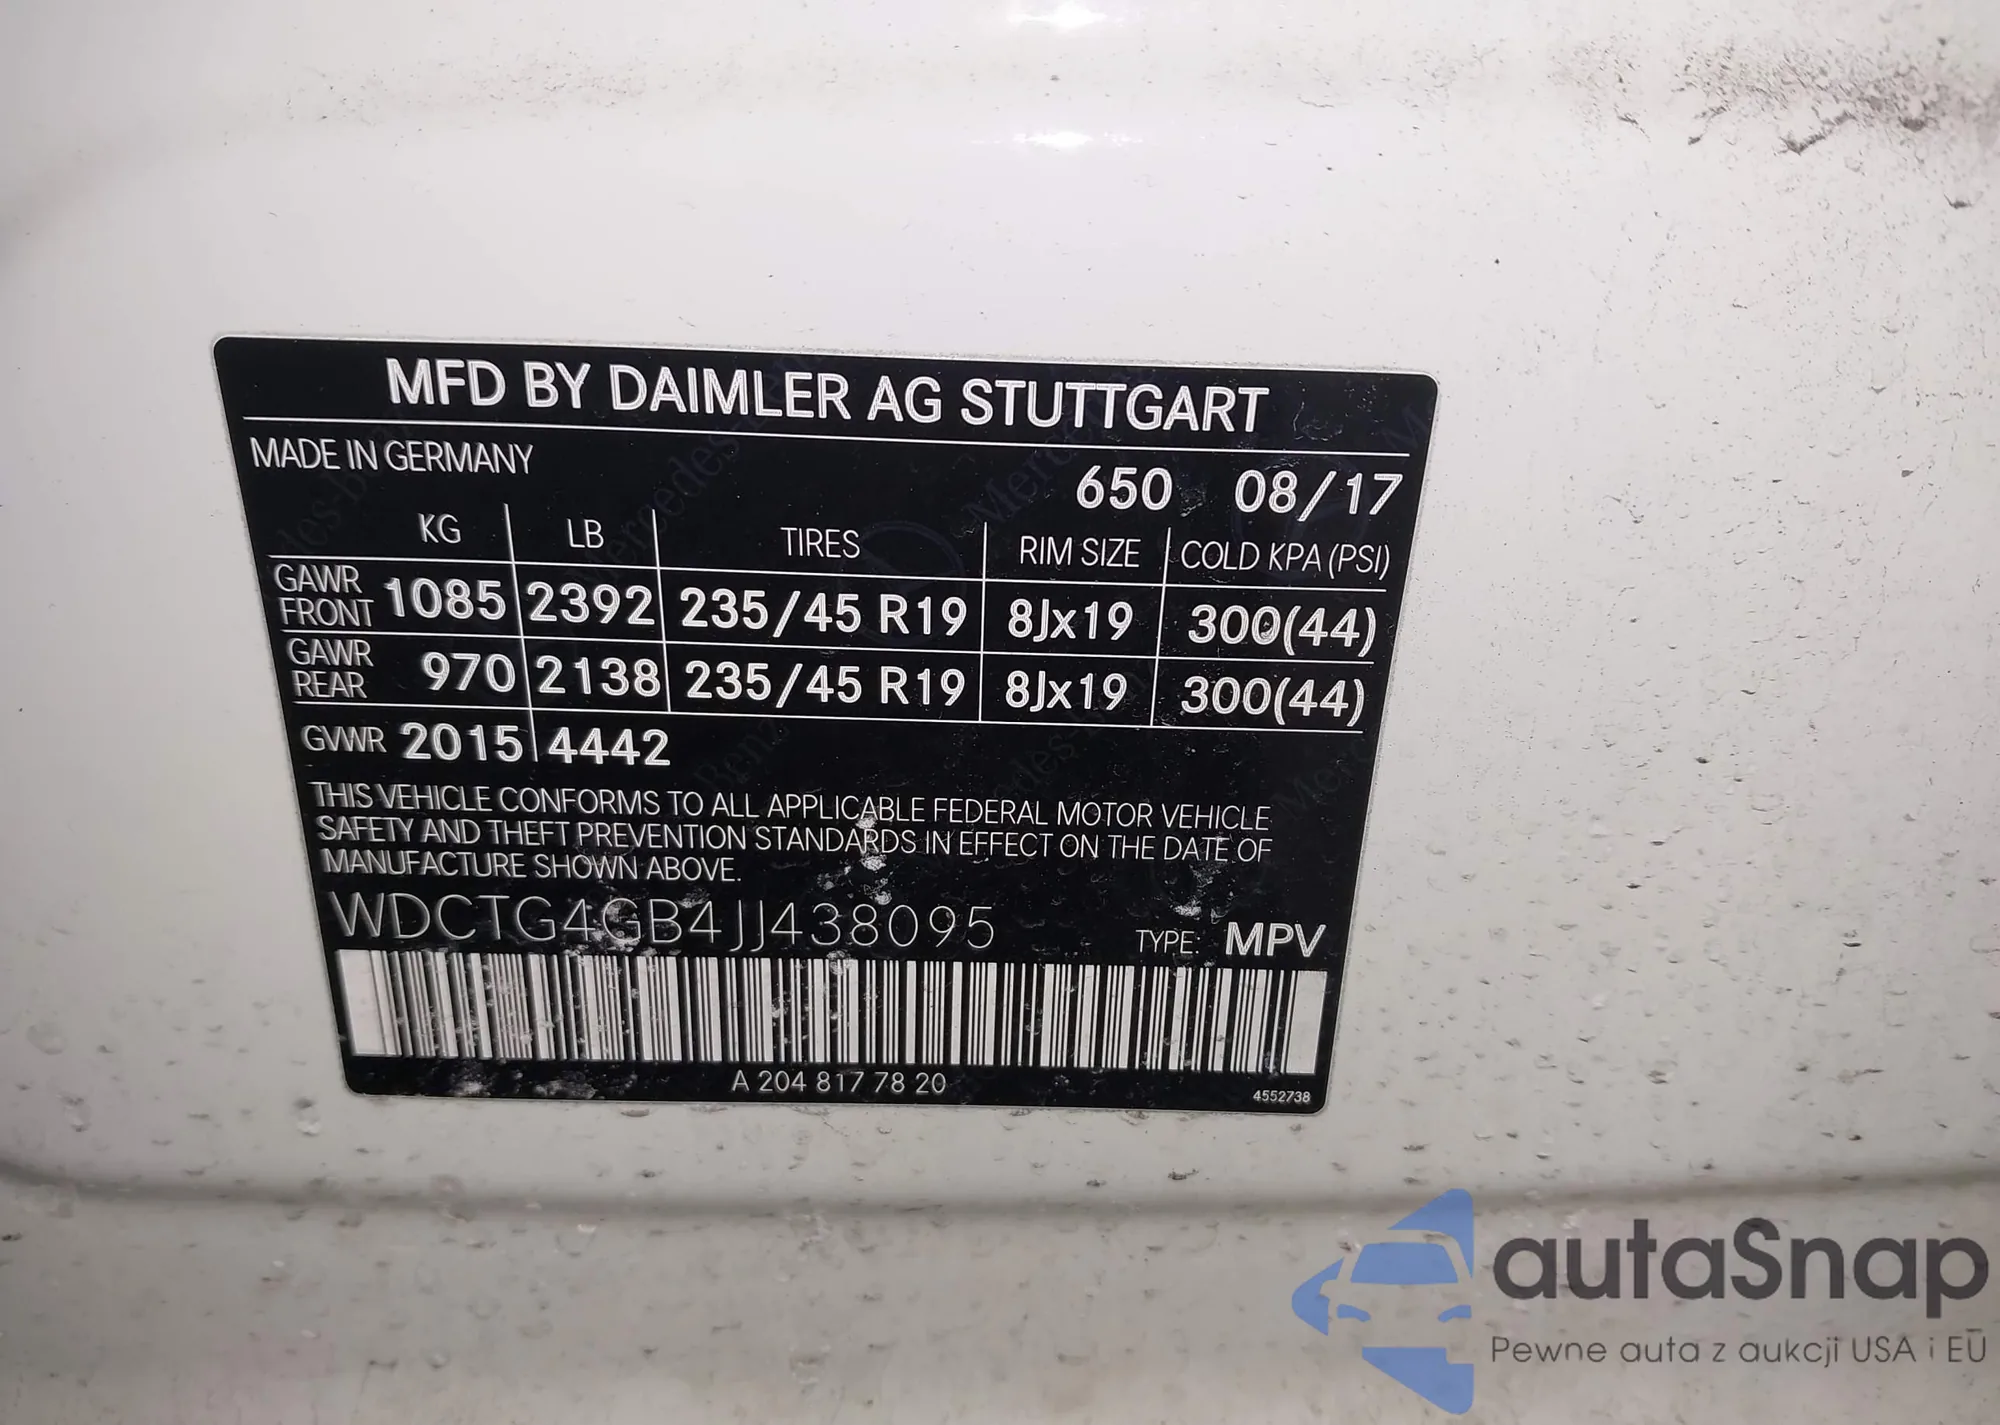 MFD BY DAIMLER AG STUTTGART
MADE IN GERMANY
650 08/17
KG LB TIRES RIM SIZE COLD KPA (PSI)
GAWR FRONT 1085 2392 235/45 R19 8Jx19 300(44)
GAWR REAR 970 2138 235/45 R19 8Jx19 300(44)
GVWR 2015 4442
THIS VEHICLE CONFORMS TO ALL APPLICABLE FEDERAL MOTOR VEHICLE
SAFETY AND THEFT PREVENTION STANDARDS IN EFFECT ON THE DATE OF
MANUFACTURE SHOWN ABOVE.
WDCTG4GB4JJ438095 TYPE: MPV
A 204 817 78 20
4552738
autaSnap
Pewne auta z aukcji USA i EU